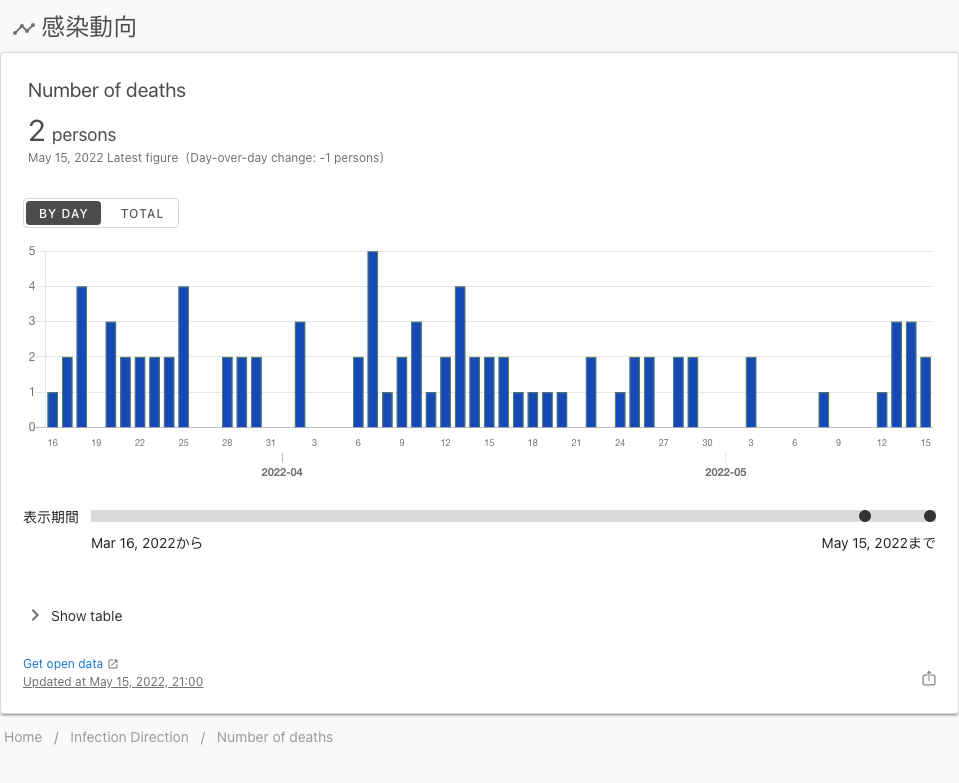 感染動向
Number of deaths
2 persons
May 15, 2022 Latest figure (Day-over-day change: -1 persons)
BY DAY TOTAL
5
4
3
2
1
0
16 19 22 25 28 31 3 6 9 12 15 18 21 24 27 30 3 6 9 12 15
2022-04 2022-05
表示期間
Mar 16, 2022から May 15, 2022まで
Show table
Get open data
Updated at May 15, 2022, 21:00
Home / Infection Direction / Number of deaths